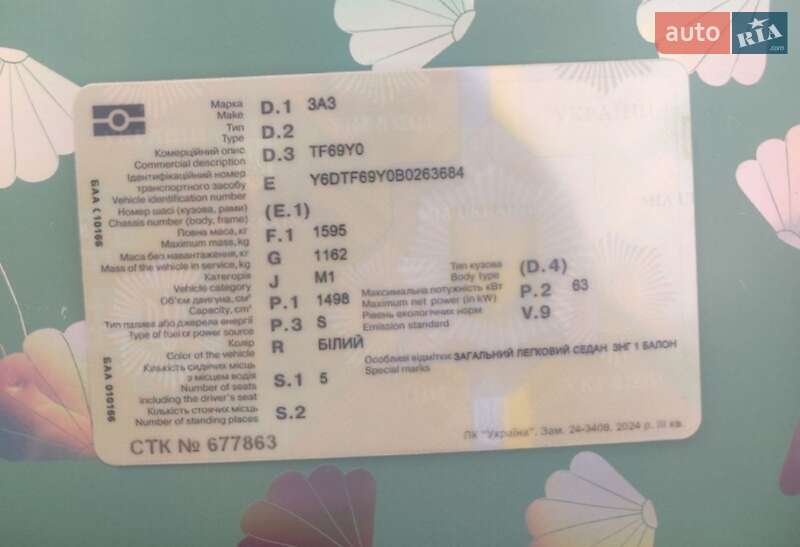 auto RIA.com
Марка D.1 ЗАЗ
Make
Тип D.2
Type
Комерційний опис D.3 TF69Y0
Commercial description
Ідентифікаційний номер
транспортного засобу E Y6DTF69Y0B0263684
Vehicle identification number
Номер шасі (кузова, рами) (E.1)
Chassis number (body, frame)
Повна маса, кг F.1 1595
Maximum mass, kg
Маса без навантаження, кг G 1162
Mass of the vehicle in service, kg
Категорія J M1
Vehicle category
Об'єм двигуна, см³ P.1 1498
Capacity, cm³
Тип палива або джерела енергії P.3 S
Type of fuel or power source
Колір R БІЛИЙ
Color of the vehicle
Кількість сидячих місць
з місцем водія S.1 5
Number of seats
including the driver's seat
Кількість стоячих місць S.2
Number of standing places
СТК № 677863
Тип кузова (D.4)
Body type
Максимальна потужність кВт P.2 63
Maximum net power (in kW)
Рівень екологічних норм V.9
Emission standard
Особливі відмітки ЗАГАЛЬНИЙ ЛЕГКОВИЙ СЕДАН ЗНГ 1 БАЛОН
Special marks
ПК "Україна". Зам. 24-3408. 2024 р. III кв.
БАА 010166